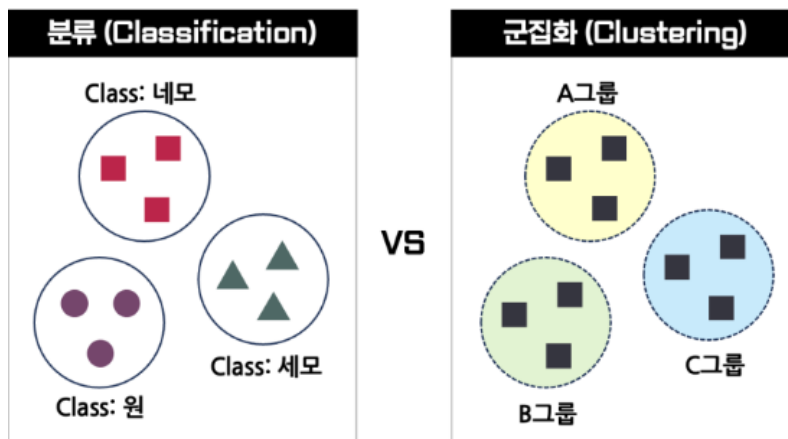 분류 (Classification)
Class: 네모
Class: 세모
Class: 원
VS
군집화 (Clustering)
A그룹
C그룹
B그룹